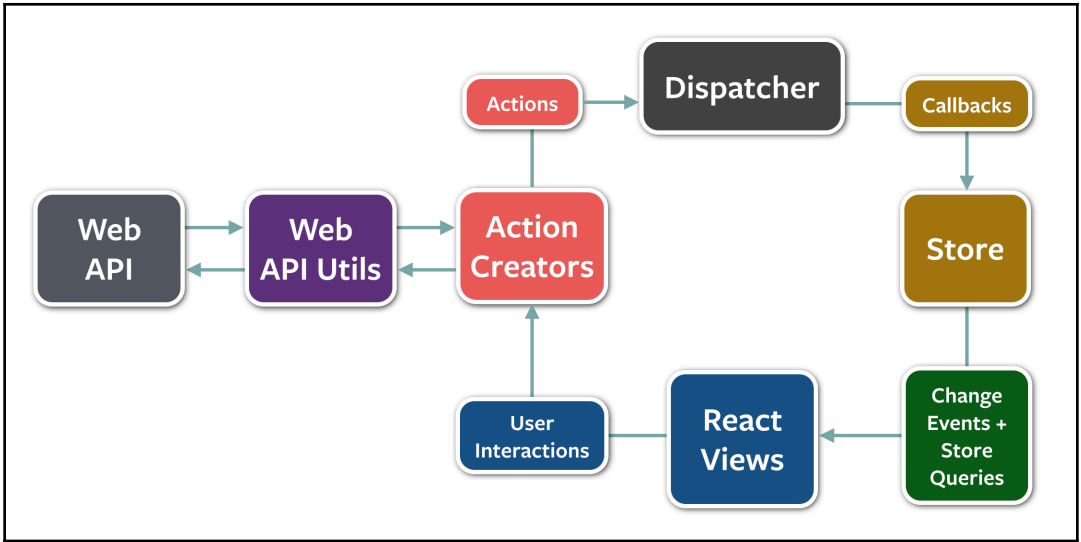 Dispatcher
Actions
Callbacks
Web
API
Web
API Utils
Action
Creators
Store
User
Interactions
React
Views
Change
Events +
Store
Queries